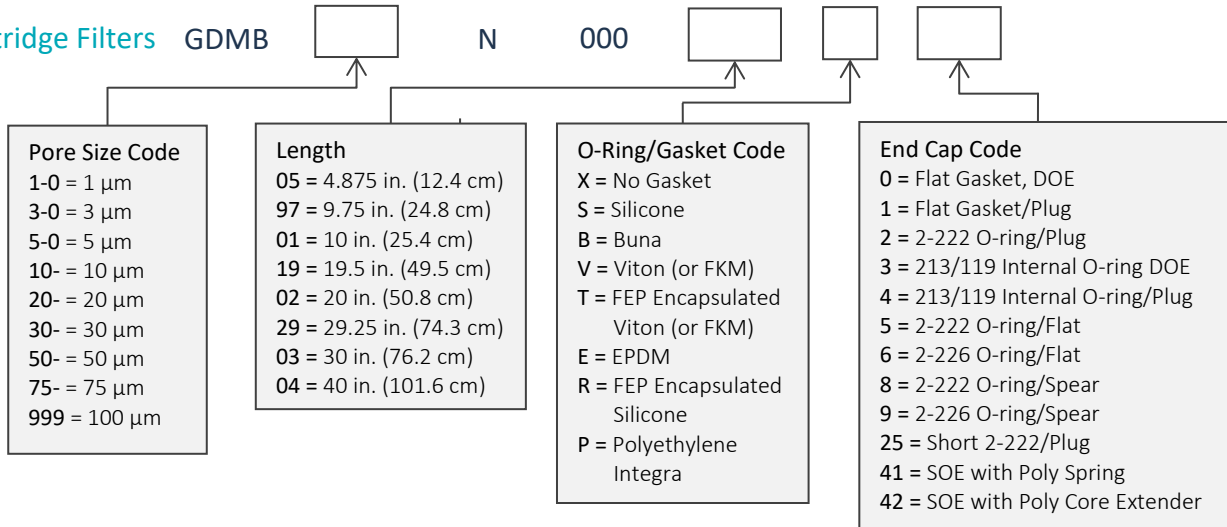 tridge Filters GDMB N 000
Pore Size Code
1-0 = 1 µm
3-0 = 3 µm
5-0 = 5 µm
10- = 10 µm
20- = 20 µm
30- = 30 µm
50- = 50 µm
75- = 75 µm
999 = 100 µm
Length
05 = 4.875 in. (12.4 cm)
97 = 9.75 in. (24.8 cm)
01 = 10 in. (25.4 cm)
19 = 19.5 in. (49.5 cm)
02 = 20 in. (50.8 cm)
29 = 29.25 in. (74.3 cm)
03 = 30 in. (76.2 cm)
04 = 40 in. (101.6 cm)
O-Ring/Gasket Code
X = No Gasket
S = Silicone
B = Buna
V = Viton (or FKM)
T = FEP Encapsulated
Viton (or FKM)
E = EPDM
R = FEP Encapsulated
Silicone
P = Polyethylene
Integra
End Cap Code
0 = Flat Gasket, DOE
1 = Flat Gasket/Plug
2 = 2-222 O-ring/Plug
3 = 213/119 Internal O-ring DOE
4 = 213/119 Internal O-ring/Plug
5 = 2-222 O-ring/Flat
6 = 2-226 O-ring/Flat
8 = 2-222 O-ring/Spear
9 = 2-226 O-ring/Spear
25 = Short 2-222/Plug
41 = SOE with Poly Spring
42 = SOE with Poly Core Extender